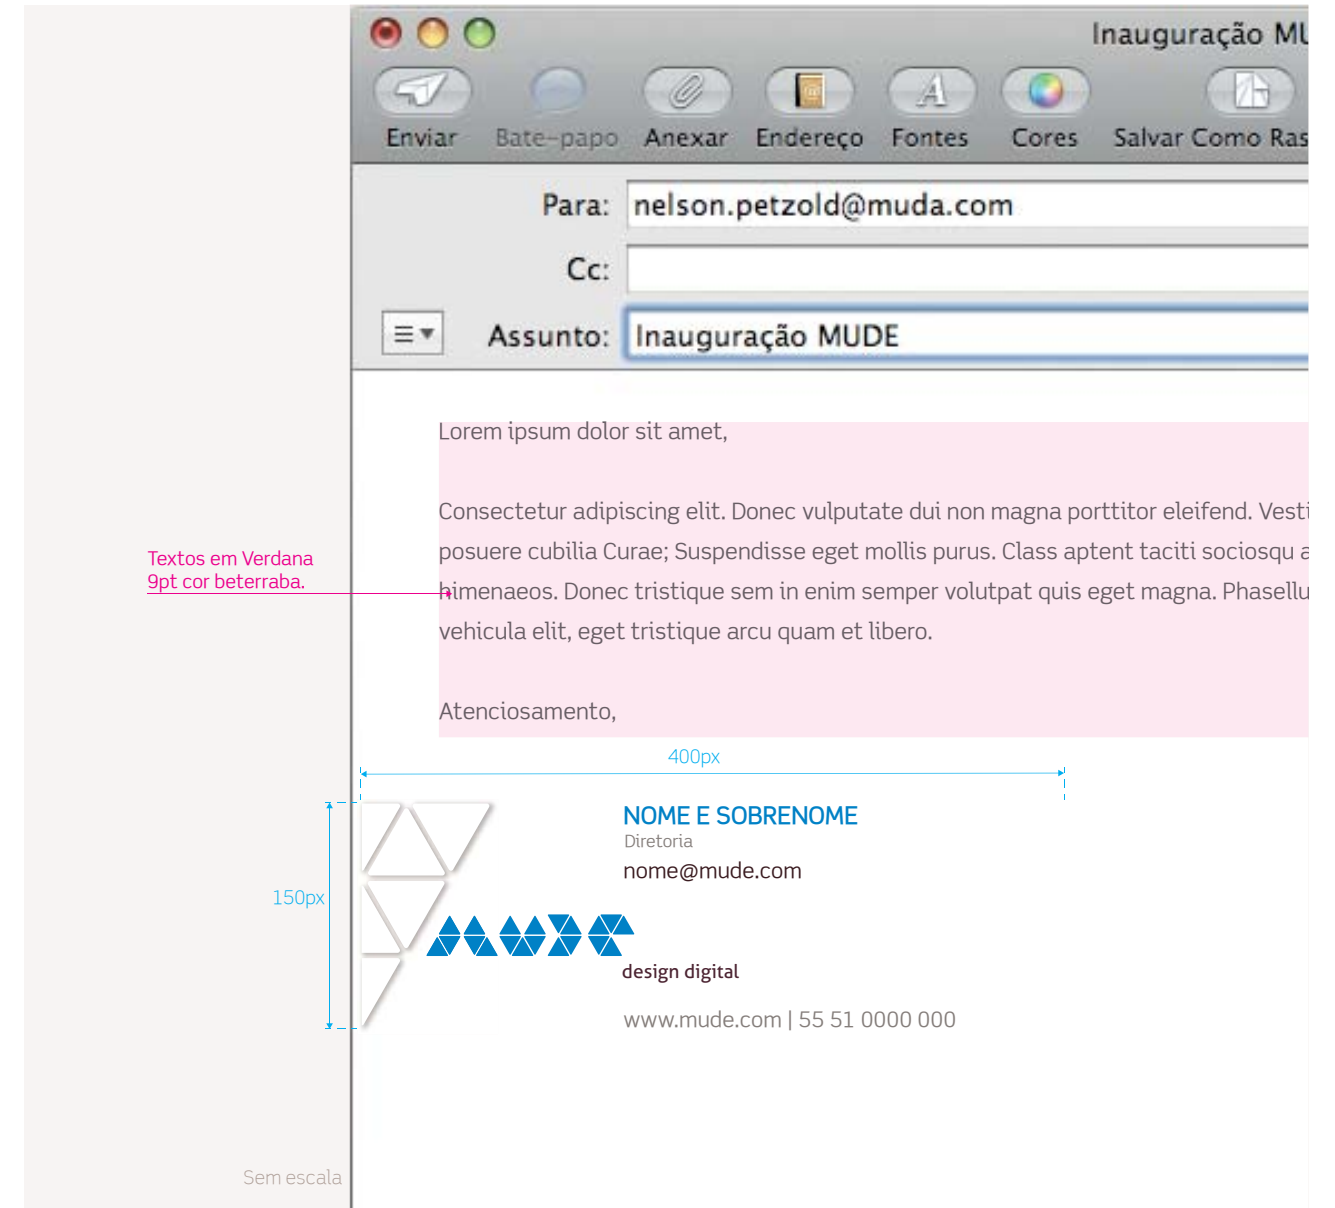 Inauguração MU
Enviar Bate-papo Anexar Endereço Fontes Cores Salvar Como Ras
Para: nelson.petzold@muda.com
Cc:
Assunto: Inauguração MUDE
Lorem ipsum dolor sit amet,
Consectetur adipiscing elit. Donec vulputate dui non magna porttitor eleifend. Vesti
posuere cubilia Curae; Suspendisse eget mollis purus. Class aptent taciti sociosqu a
himenaeos. Donec tristique sem in enim semper volutpat quis eget magna. Phasellu
vehicula elit, eget tristique arcu quam et libero.
Atenciosamento,
Textos em Verdana
9pt cor beterraba.
400px
150px
NOME E SOBRENOME
Diretoria
nome@mude.com
mude
design digital
www.mude.com | 55 51 0000 000
Sem escala